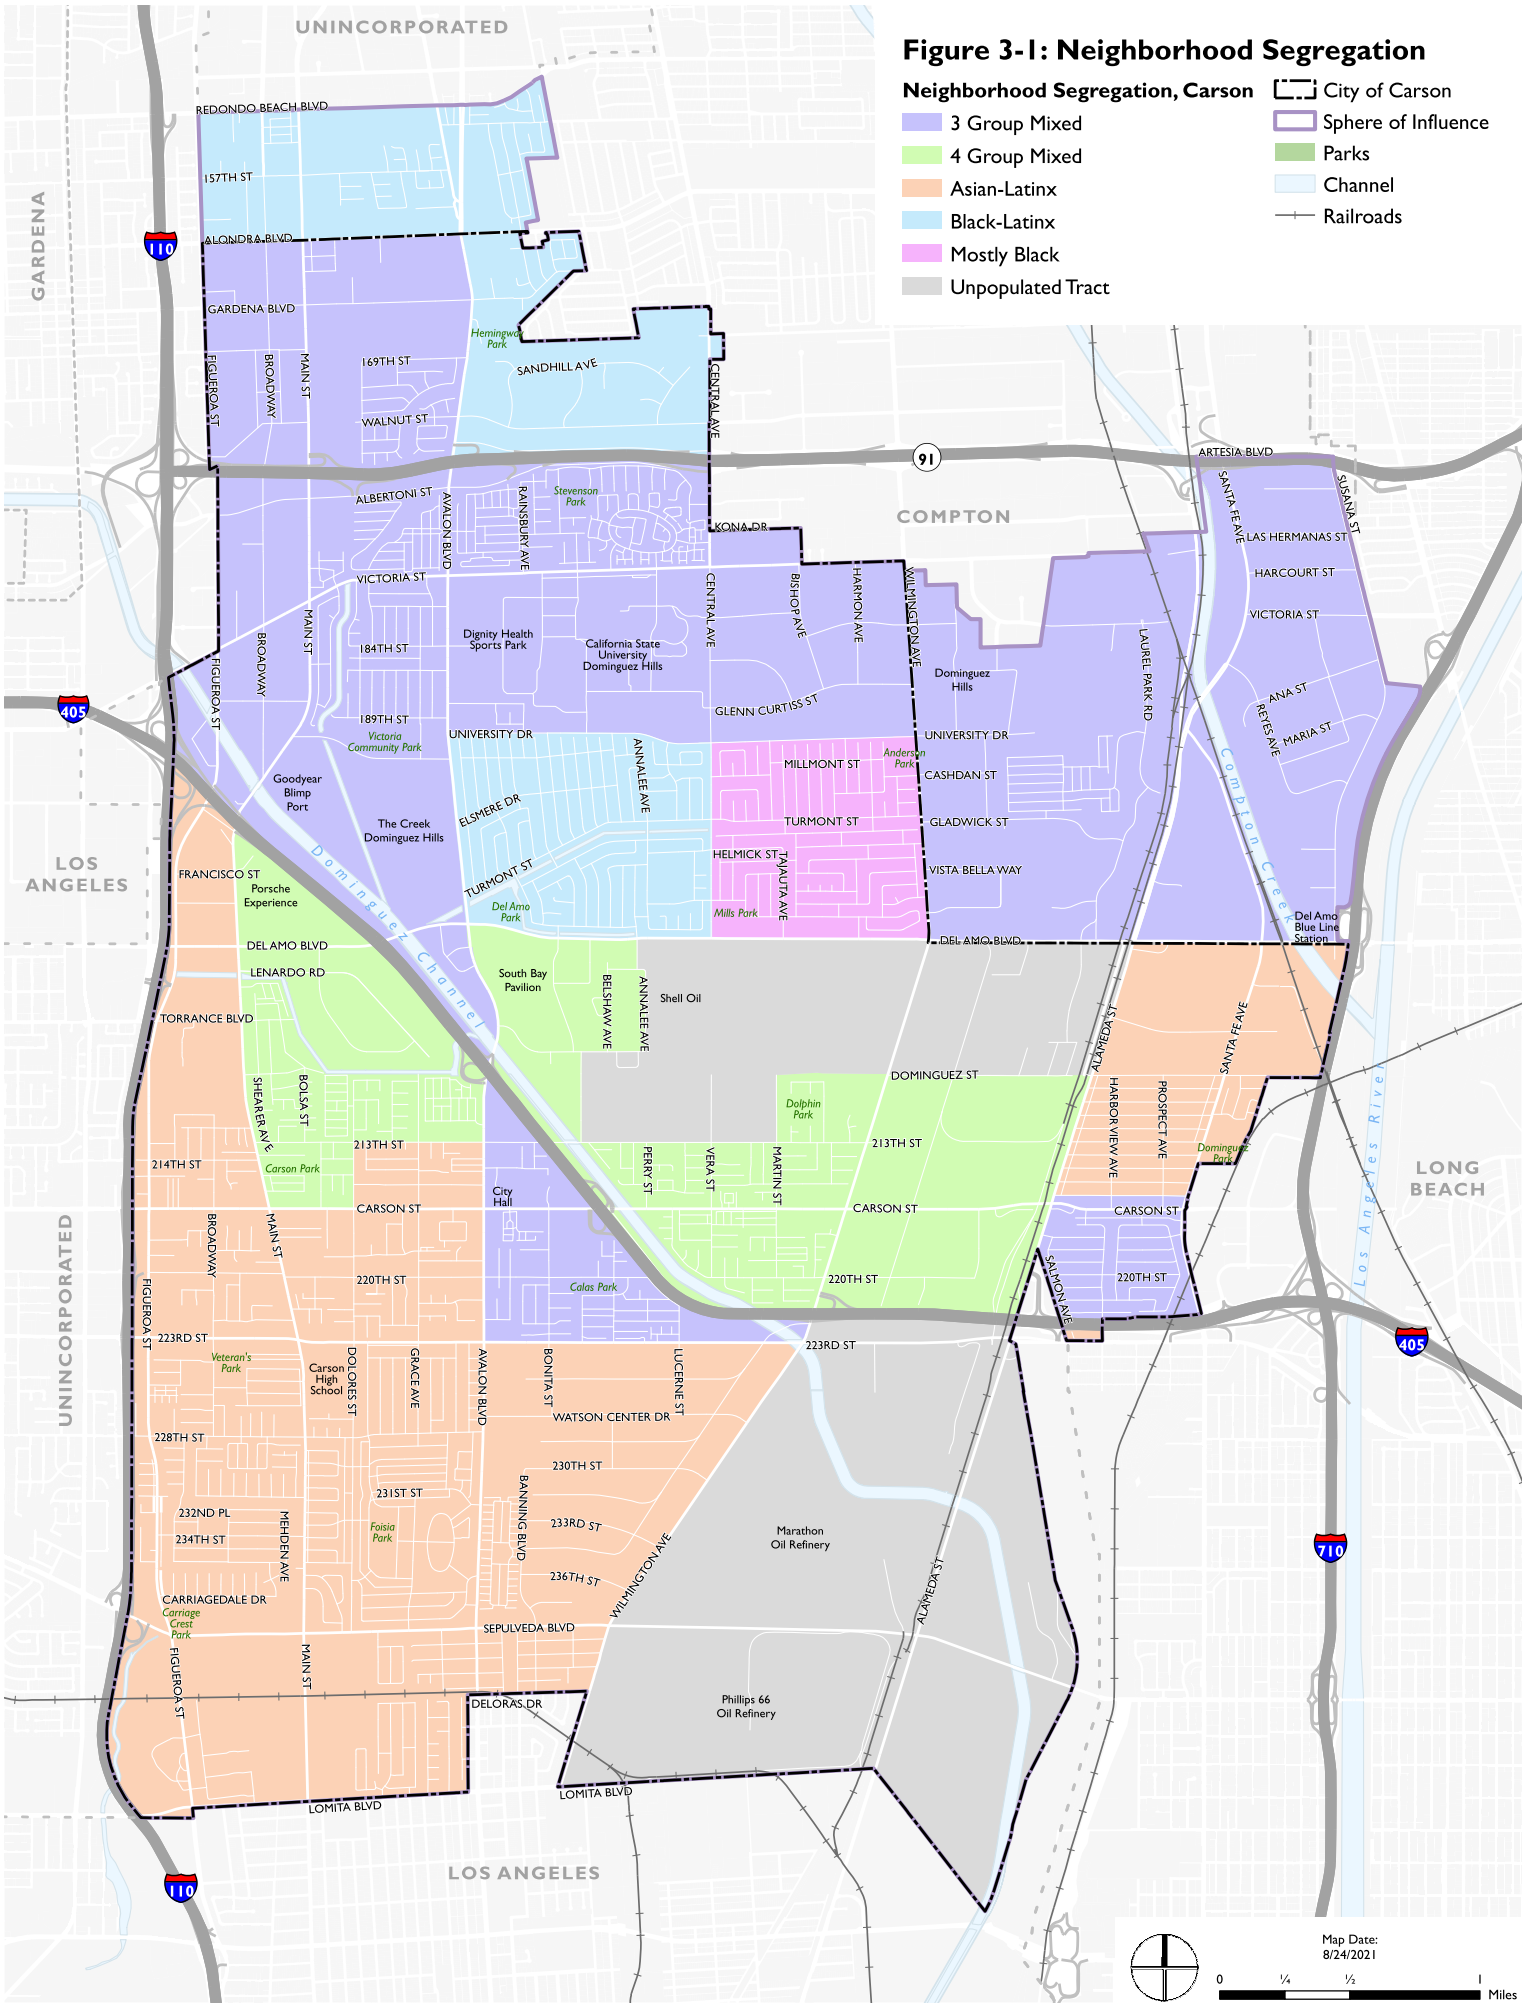 UNINCORPORATED
Figure 3-1: Neighborhood Segregation
Neighborhood Segregation, Carson
3 Group Mixed
4 Group Mixed
Asian-Latinx
Black-Latinx
Mostly Black
Unpopulated Tract
City of Carson
Sphere of Influence
Parks
Channel
Railroads
REDONDO BEACH BLVD
157TH ST
GARDENA
110
ALONDRA BLVD
GARDENA BLVD
Hemingway
Park
169TH ST
SANDHILL AVE
FIGUEROA ST
BROADWAY
MAIN ST
CENTRAL AVE
WALNUT ST
91
ARTESIA BLVD
ALBERTONI ST
AVALON BLVD
RAINSBURY AVE
Stevenson
Park
KONA DR
COMPTON
SANTA FE AVE
SUSANA ST
LAS HERMANAS ST
HARCOURT ST
VICTORIA ST
VICTORIA ST
MAIN ST
BROADWAY
184TH ST
Dignity Health
Sports Park
California State
University
Dominguez Hills
CENTRAL AVE
BISHOP AVE
HARMON AVE
WILMINGTON AVE
Dominguez
Hills
LAUREL PARK RD
FIGUEROA ST
405
189TH ST
Victoria
Community Park
GLENN CURTISS ST
ANA ST
REYES AVE
MARIA ST
UNIVERSITY DR
UNIVERSITY DR
ANNALEE AVE
MILLMONT ST
Anderson
Park
CASHDAN ST
Compton Creek
Goodyear
Blimp
Port
The Creek
Dominguez Hills
ELSMERE DR
TURMONT ST
GLADWICK ST
LOS
ANGELES
Dominguez Channel
HELMICK ST
TAJAUTA AVE
VISTA BELLA WAY
FRANCISCO ST
Porsche
Experience
TURMONT ST
Del Amo
Park
Mills Park
Del Amo
Blue Line
Station
DEL AMO BLVD
DEL AMO BLVD
LENARDO RD
South Bay
Pavilion
BELSHAW AVE
ANNALEE AVE
Shell Oil
TORRANCE BLVD
ALAMEDA ST
SANTA FE AVE
SHEARER AVE
BOLSA ST
DOMINGUEZ ST
Dolphin
Park
HARBOR VIEW AVE
PROSPECT AVE
Los Angeles River
213TH ST
213TH ST
Dominguez
Park
214TH ST
Carson Park
PERRY ST
VERA ST
MARTIN ST
LONG
BEACH
City
Hall
CARSON ST
CARSON ST
CARSON ST
BROADWAY
MAIN ST
UNINCORPORATED
FIGUEROA ST
220TH ST
Calas Park
220TH ST
SALMON AVE
220TH ST
223RD ST
223RD ST
405
Veteran's
Park
Carson
High
School
DOLORES ST
GRACE AVE
AVALON BLVD
BONITA ST
LUCERNE ST
WATSON CENTER DR
228TH ST
230TH ST
231ST ST
BANNING BLVD
232ND PL
234TH ST
MEHDEN AVE
Foisia
Park
233RD ST
Marathon
Oil Refinery
710
236TH ST
WILMINGTON AVE
ALAMEDA ST
CARRIAGEDALE DR
Carriage
Crest
Park
SEPULVEDA BLVD
FIGUEROA ST
MAIN ST
DELORAS DR
Phillips 66
Oil Refinery
LOMITA BLVD
LOMITA BLVD
LOS ANGELES
110
Map Date:
8/24/2021
0 ¼ ½ 1
Miles